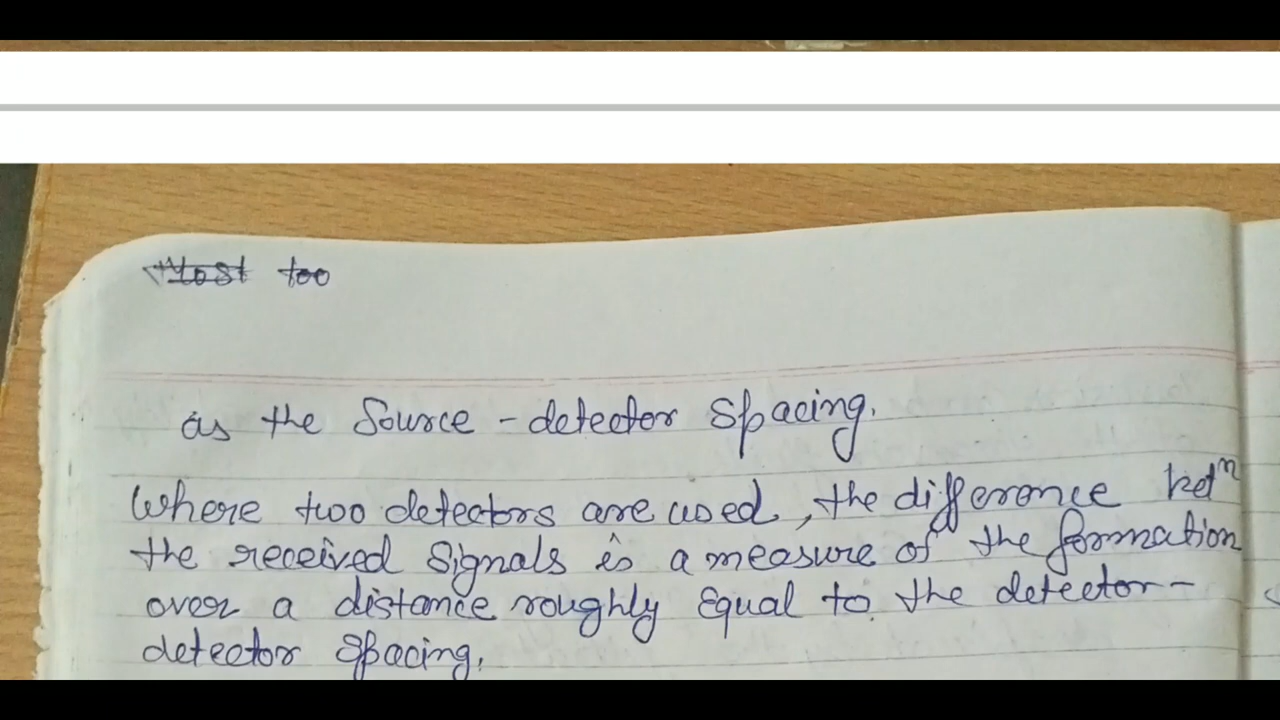 Most too
as the Source - detector Spacing.
Where two detectors are used, the difference betⁿ
the received signals is a measure of the formation
over a distance roughly equal to the detector-
detector spacing.